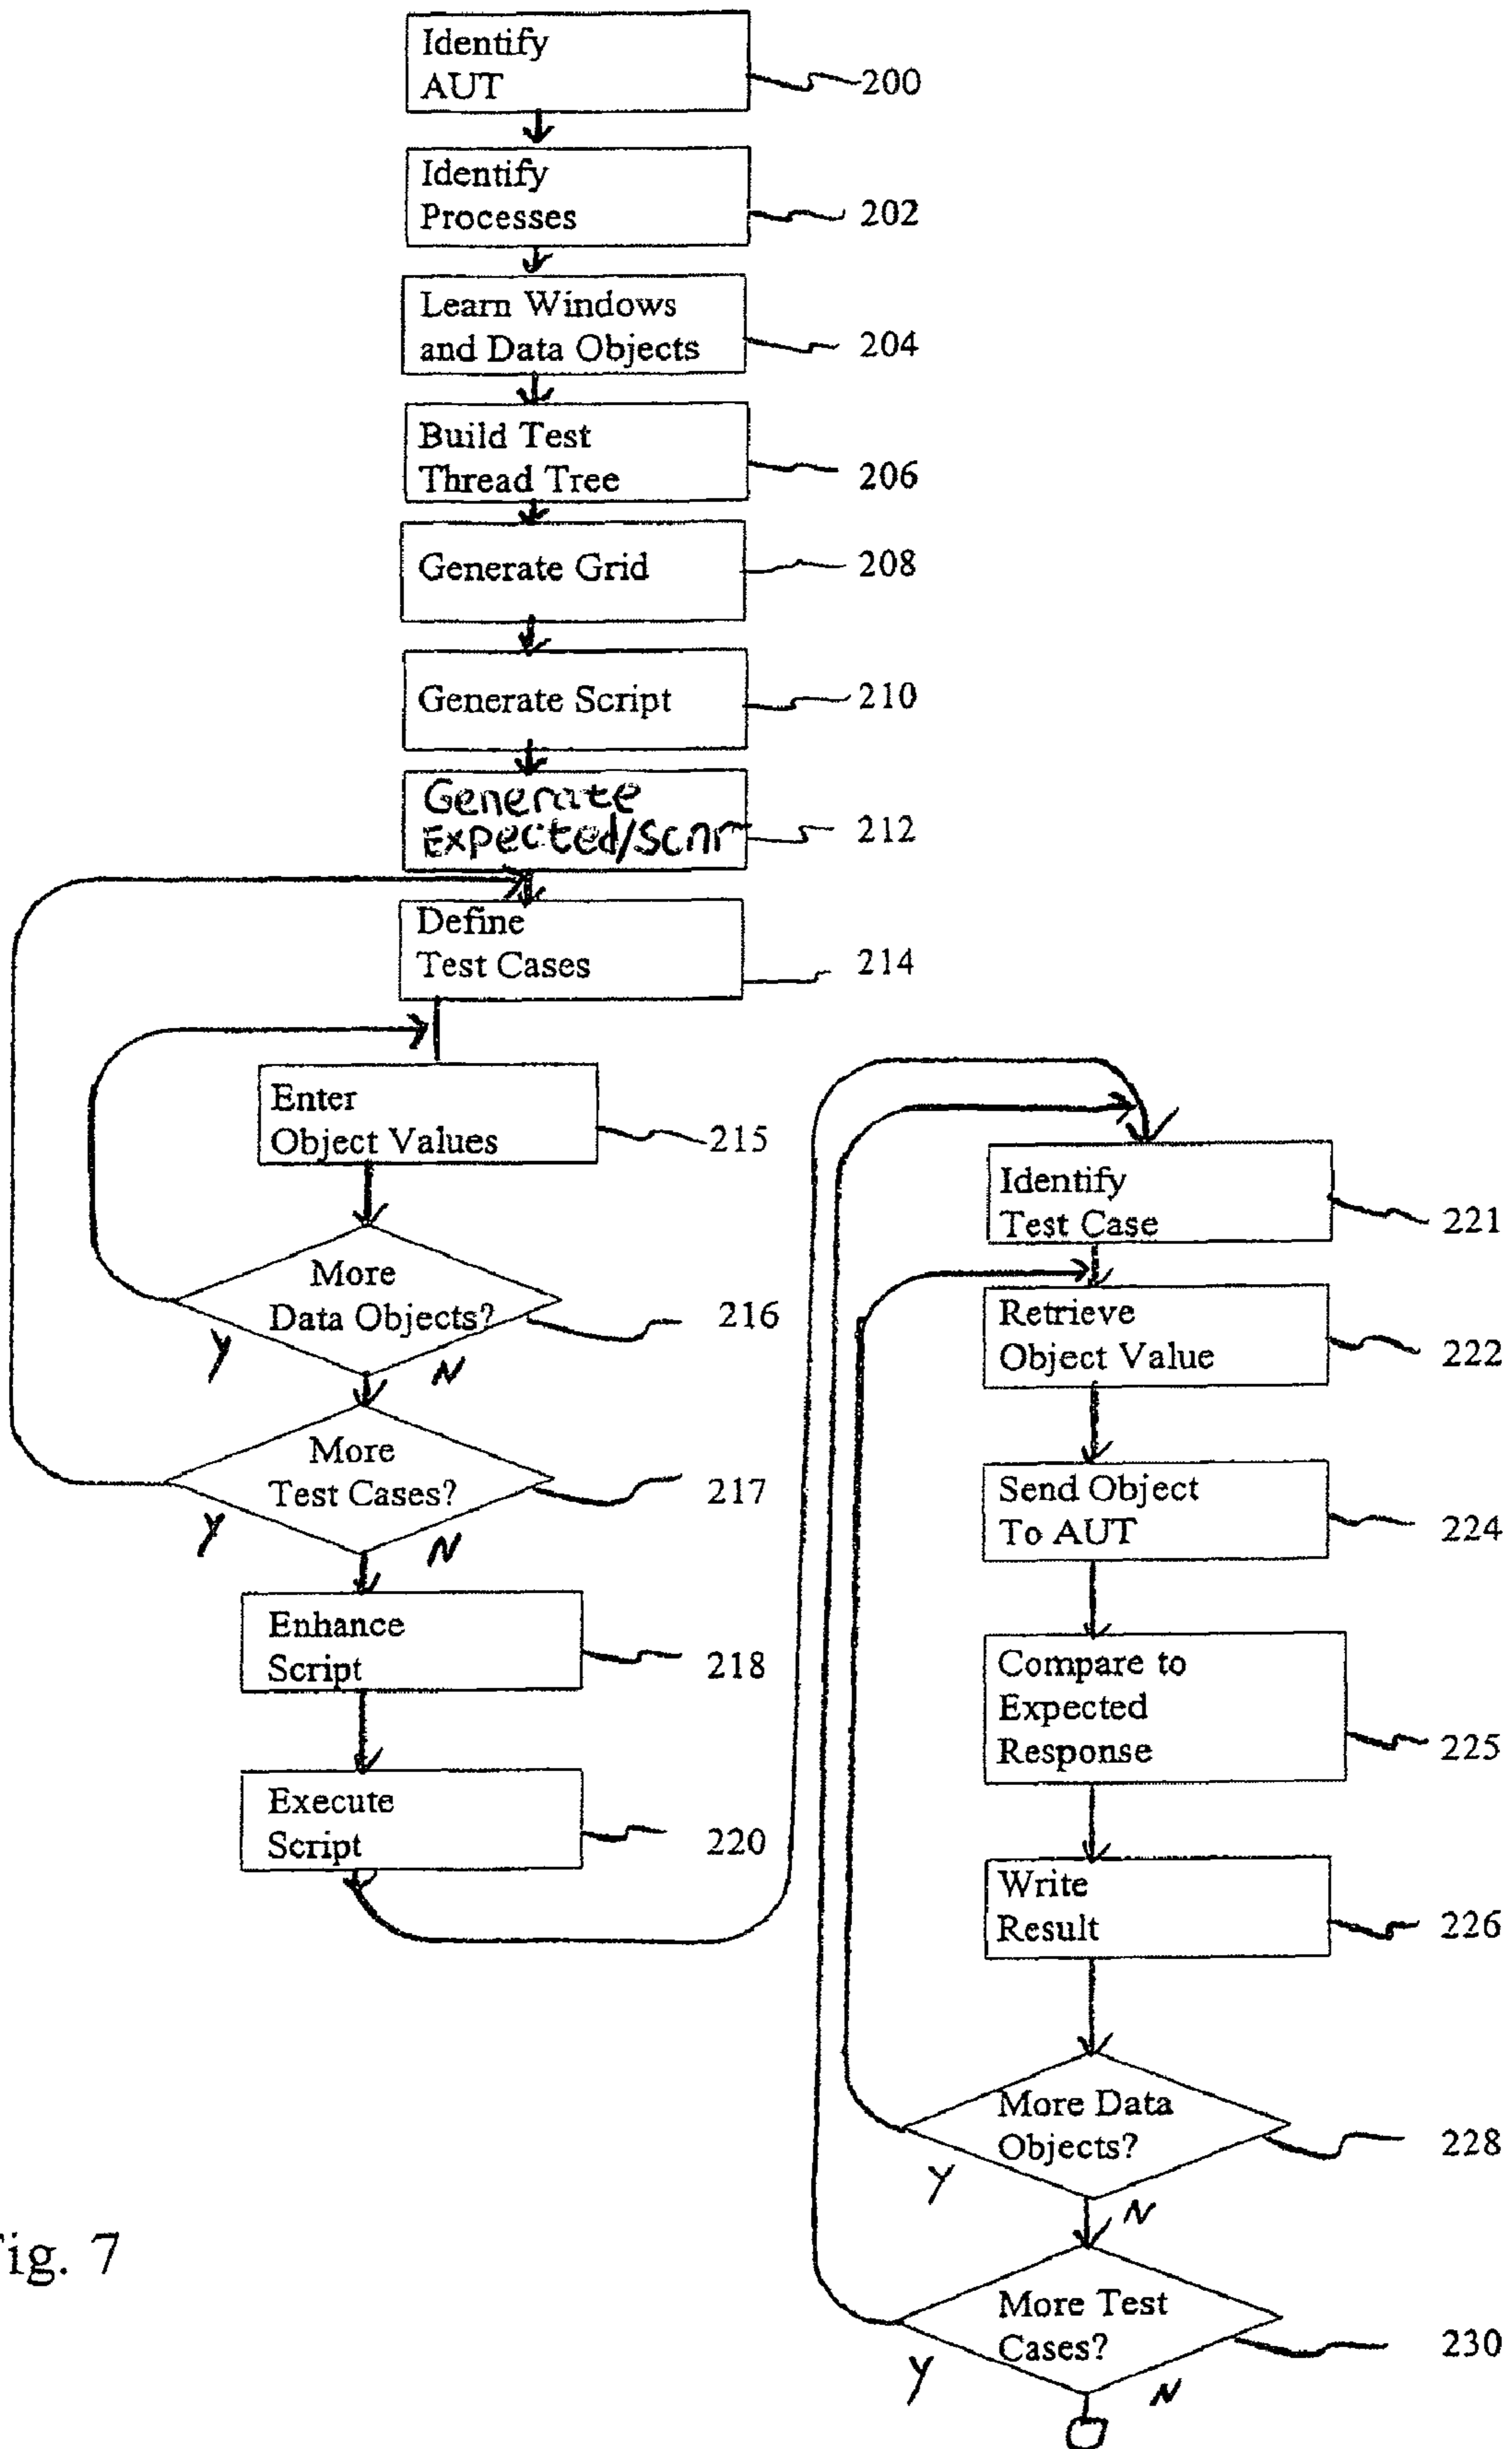 Identify
AUT
200
Identify
Processes
202
Learn Windows
and Data Objects
204
Build Test
Thread Tree
206
Generate Grid
208
Generate Script
210
Generate
Expected/Scnr
212
Define
Test Cases
214
Enter
Object Values
215
More
Data Objects?
216
Y
N
More
Test Cases?
217
Y
N
Enhance
Script
218
Execute
Script
220
Identify
Test Case
221
Retrieve
Object Value
222
Send Object
To AUT
224
Compare to
Expected
Response
225
Write
Result
226
More Data
Objects?
228
Y
N
More Test
Cases?
230
Y
N
ig. 7